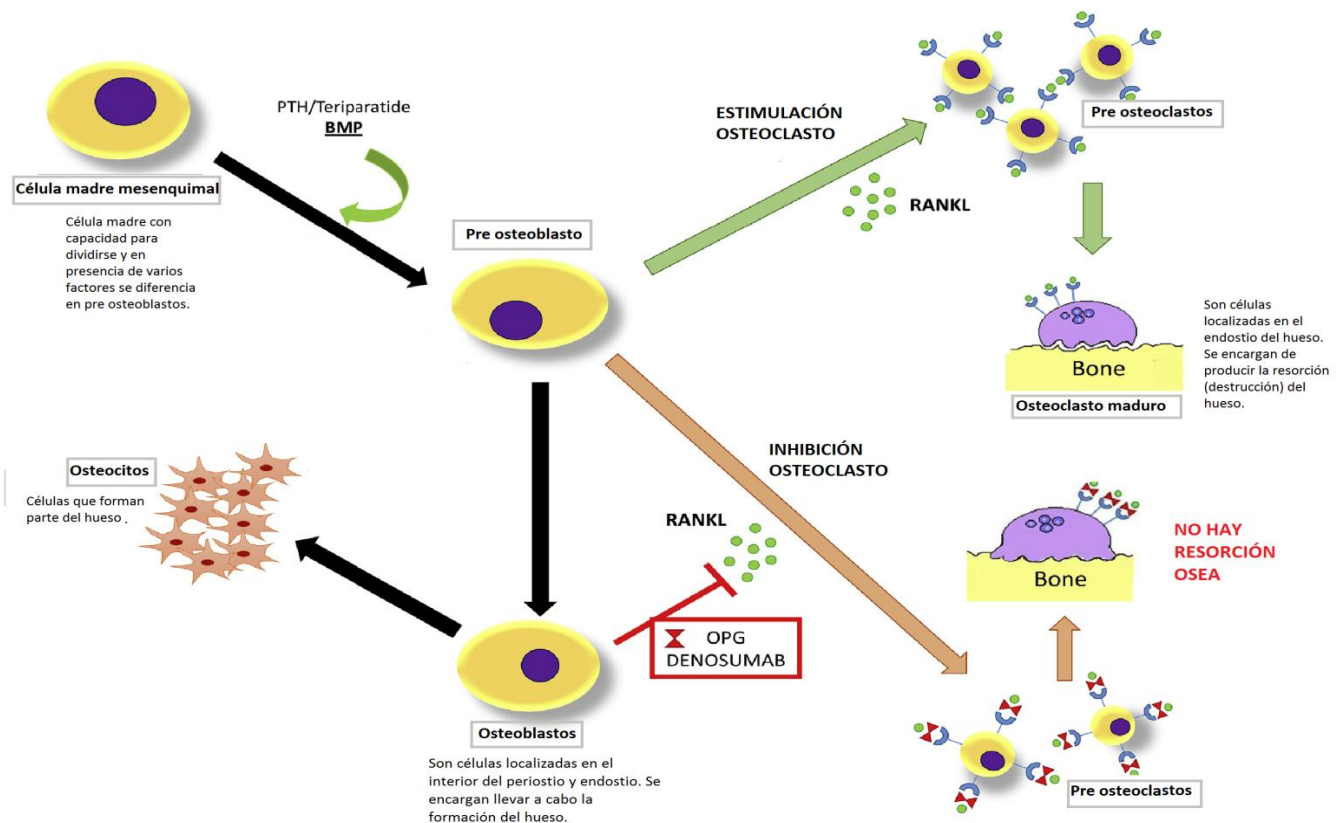 PTH/Teriparatide
BMP
Célula madre mesenquimal
Célula madre con
capacidad para
dividirse y en
presencia de varios
factores se diferencia
en pre osteoblastos.
Pre osteoblasto
ESTIMULACIÓN
OSTEOCLASTO
RANKL
Pre osteoclastos
Bone
Osteoclasto maduro
Son células
localizadas en el
endostio del hueso.
Se encargan de
producir la resorción
(destrucción) del
hueso.
Osteocitos
Células que forman
parte del hueso .
INHIBICIÓN
OSTEOCLASTO
RANKL
OPG
DENOSUMAB
Bone
NO HAY
RESORCIÓN
OSEA
Osteoblastos
Son células localizadas en el
interior del periostio y endostio. Se
encargan llevar a cabo la
formación del hueso.
Pre osteoclastos